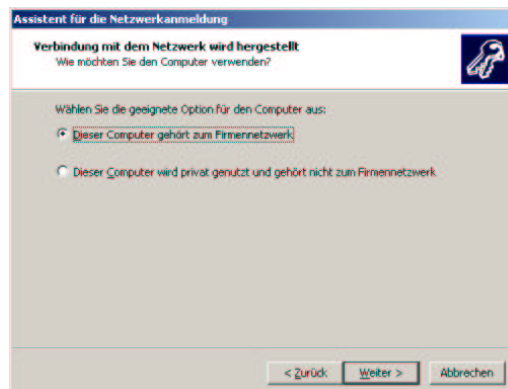 Assistent für die Netzwerkanmeldung
Verbindung mit dem Netzwerk wird hergestellt
Wie möchten Sie den Computer verwenden?
Wählen Sie die geeignete Option für den Computer aus:
Dieser Computer gehört zum Firmennetzwerk
Dieser Computer wird privat genutzt und gehört nicht zum Firmennetzwerk
< Zurück Weiter > Abbrechen